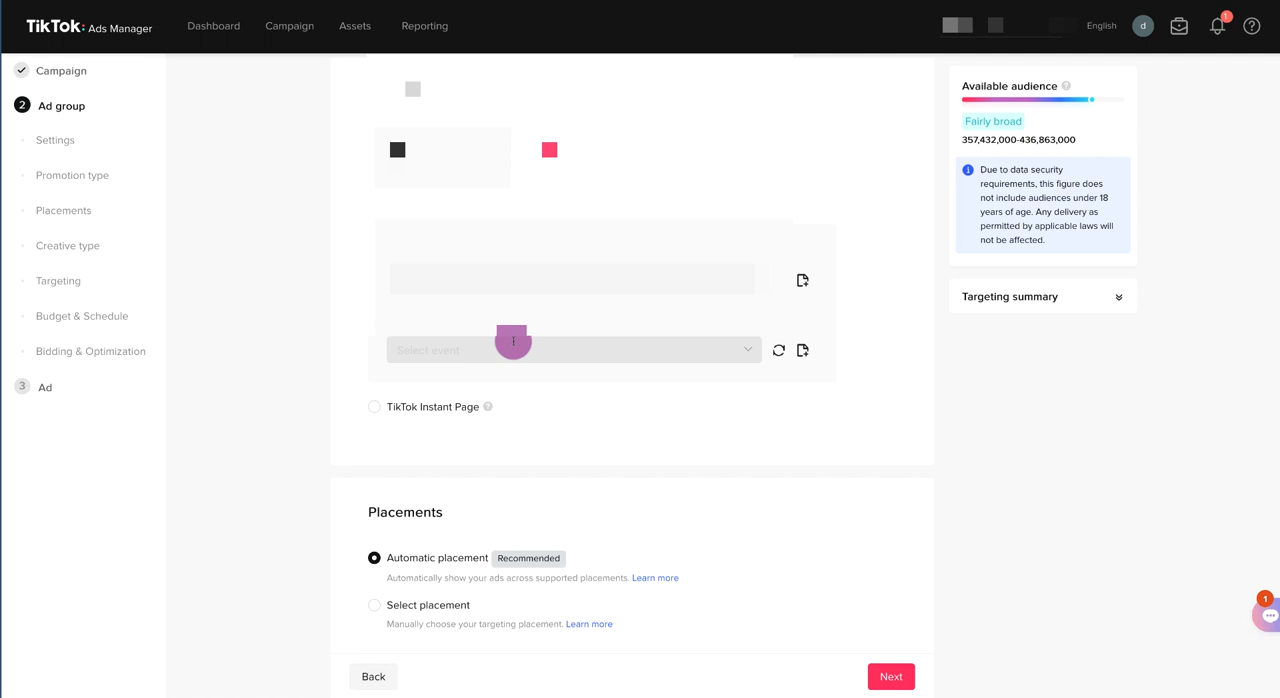 TikTok: Ads Manager
Dashboard
Campaign
Assets
Reporting
English
d
1
Campaign
2 Ad group
Settings
Promotion type
Placements
Creative type
Targeting
Budget & Schedule
Bidding & Optimization
3 Ad
Select event
TikTok Instant Page
Placements
Automatic placement Recommended
Automatically show your ads across supported placements. Learn more
Select placement
Manually choose your targeting placement. Learn more
Back
Next
Available audience
Fairly broad
357,432,000-436,863,000
Due to data security
requirements, this figure does
not include audiences under 18
years of age. Any delivery as
permitted by applicable laws will
not be affected.
Targeting summary
1